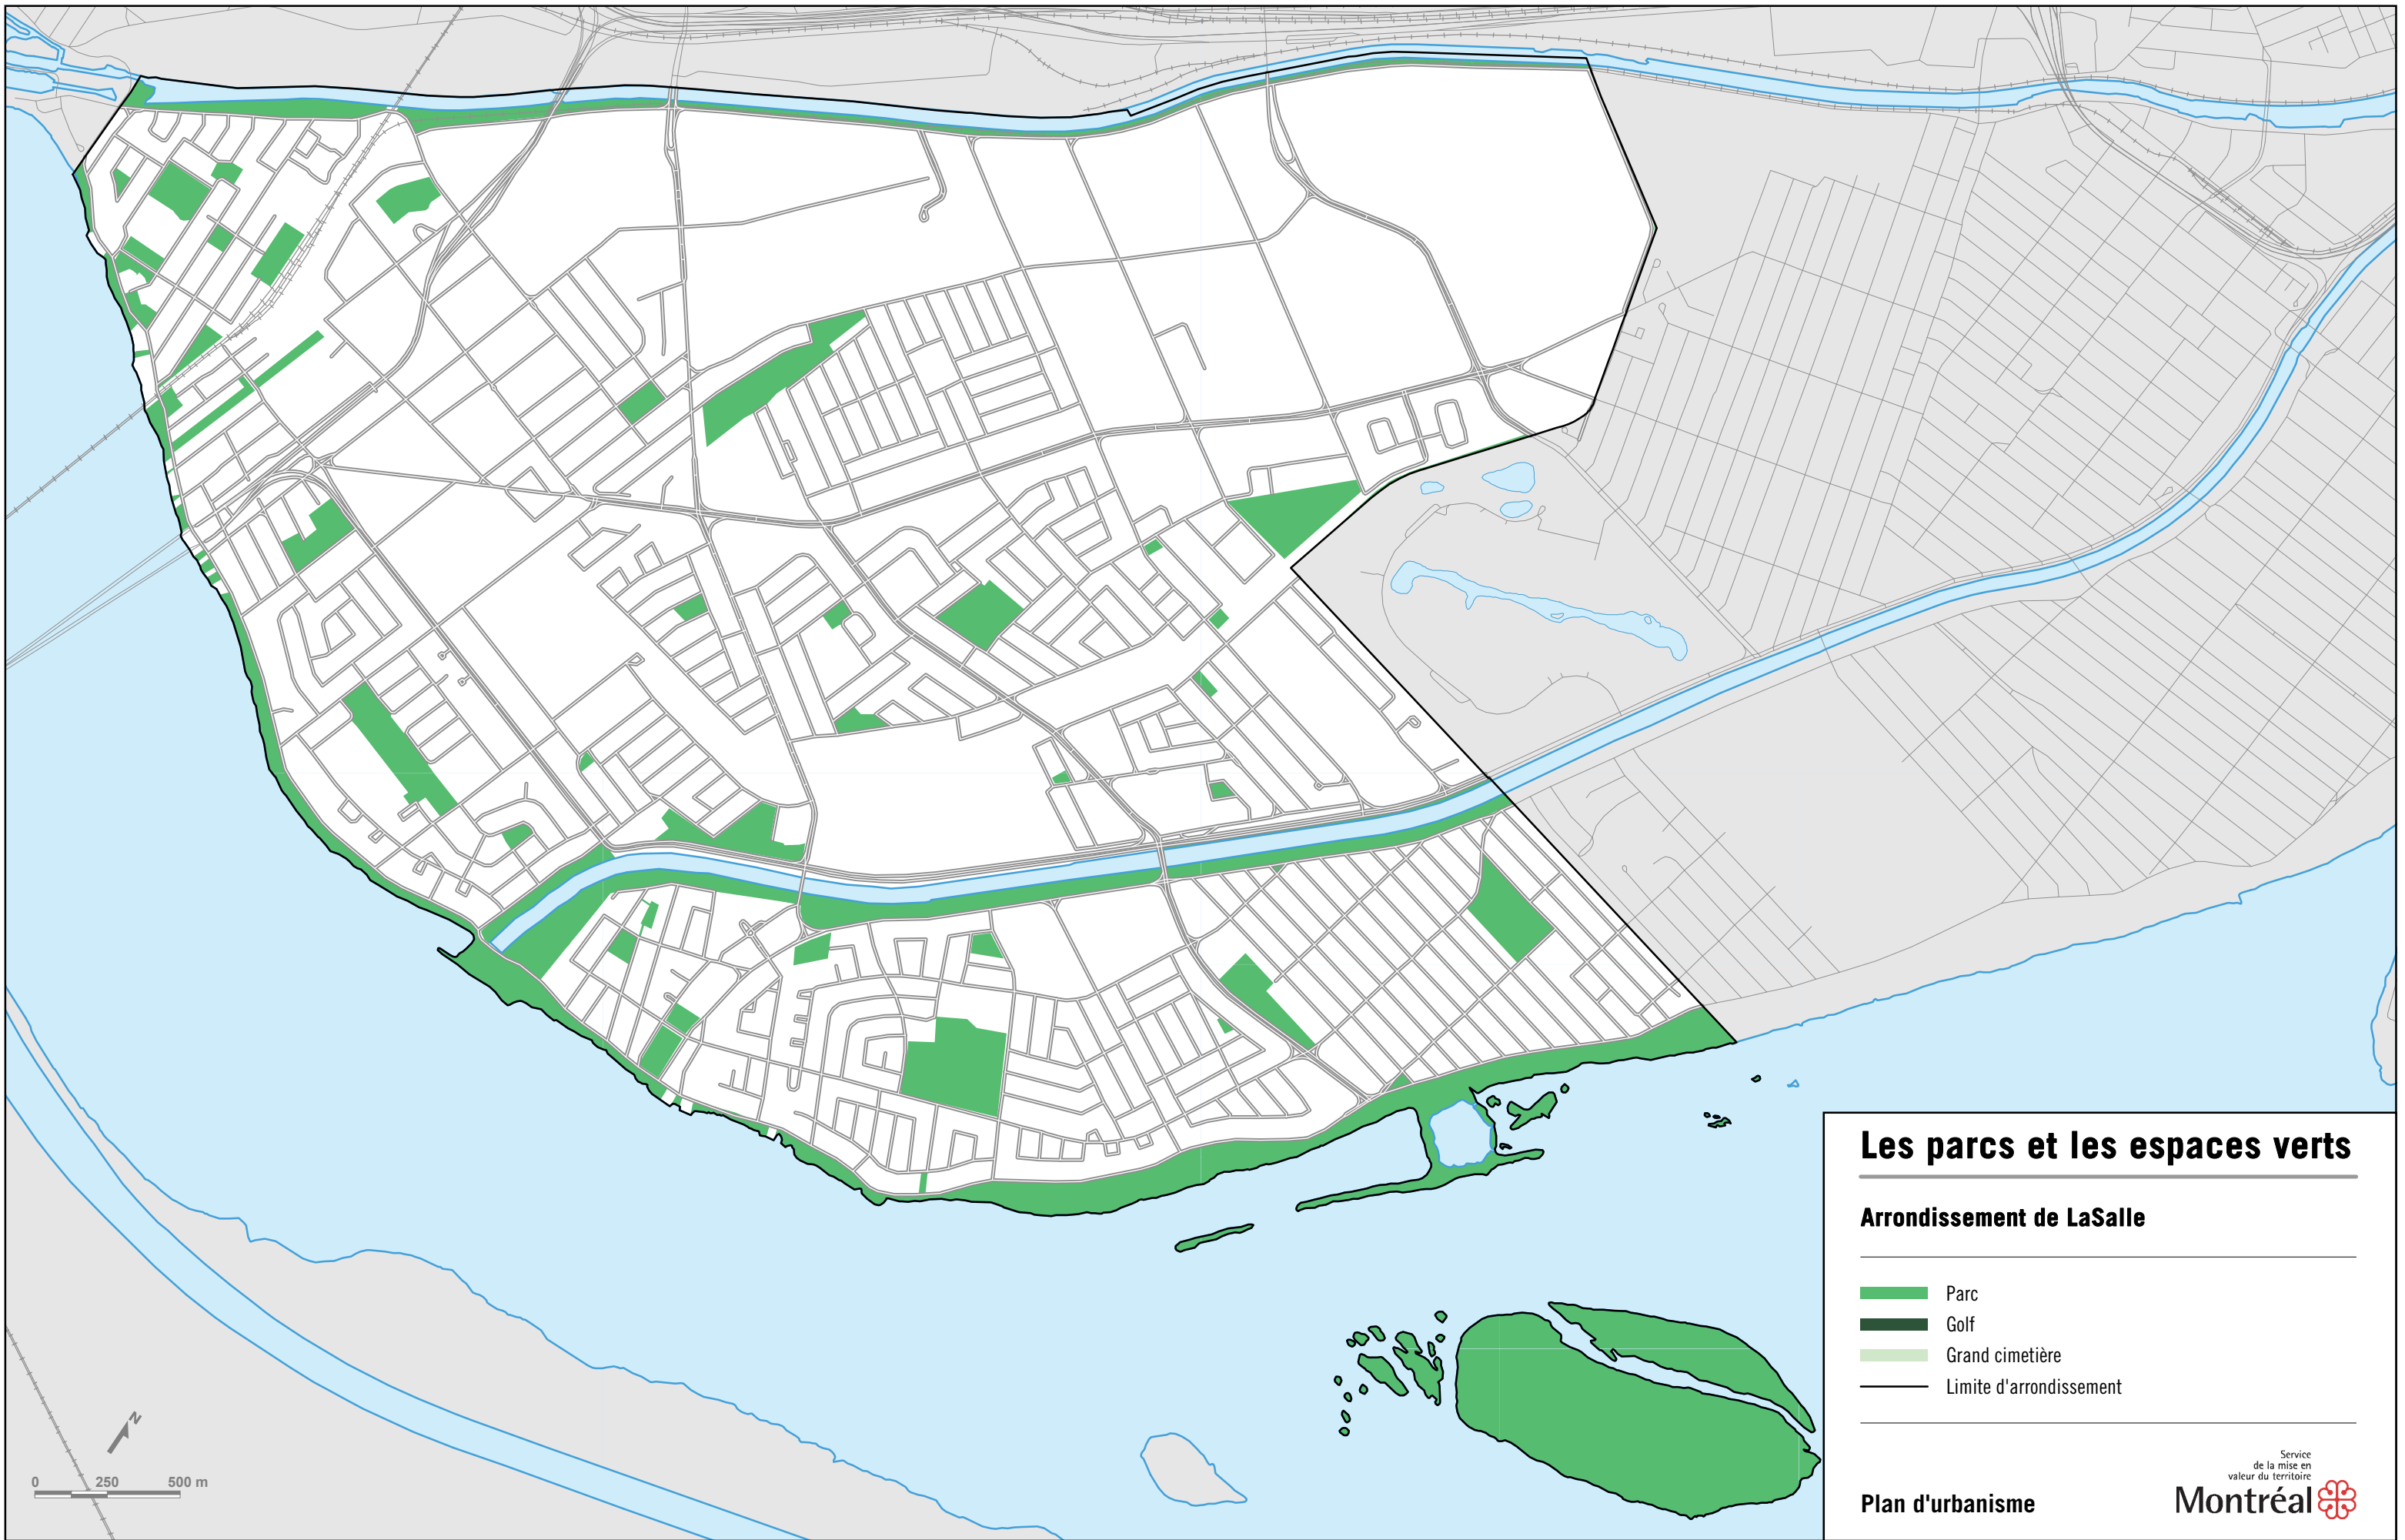 Les parcs et les espaces verts
Arrondissement de LaSalle
Parc
Golf
Grand cimetière
Limite d'arrondissement
Service
de la mise en
valeur du territoire
Plan d'urbanisme
Montréal
N
0 250 500 m